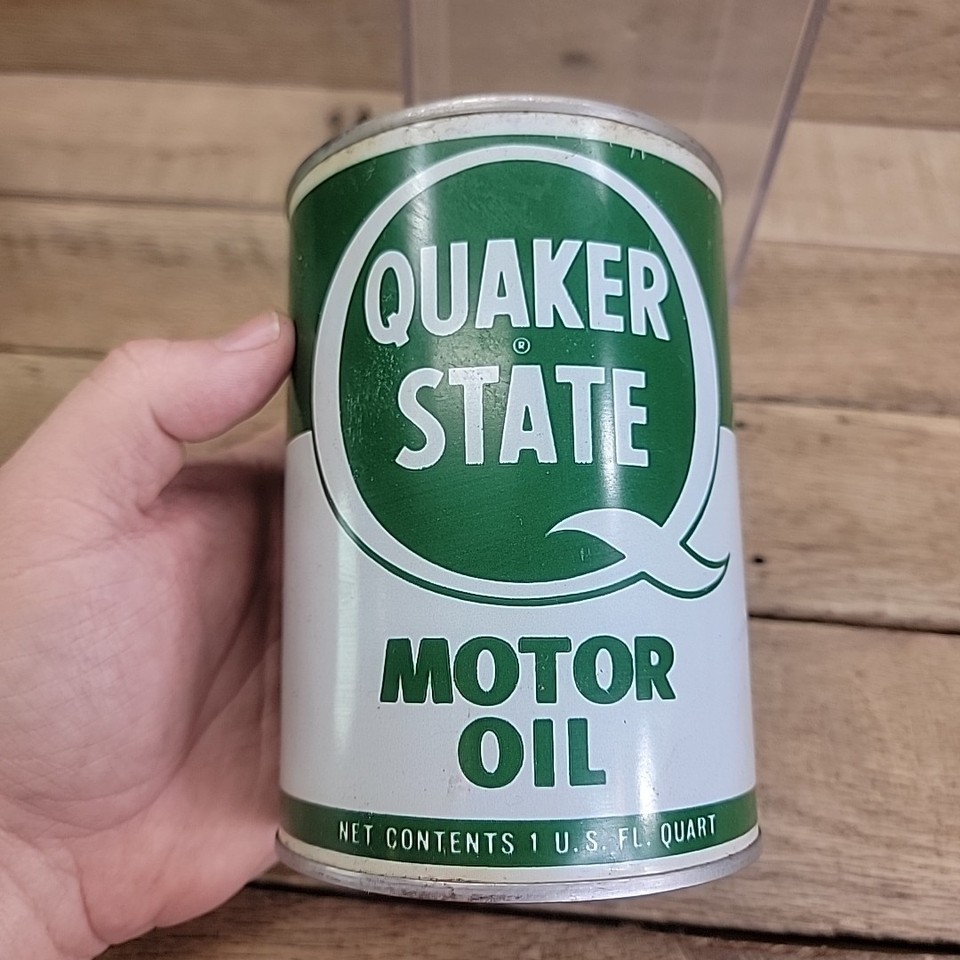 QUAKER
®
STATE
MOTOR
OIL
NET CONTENTS 1 U.S. FL. QUART